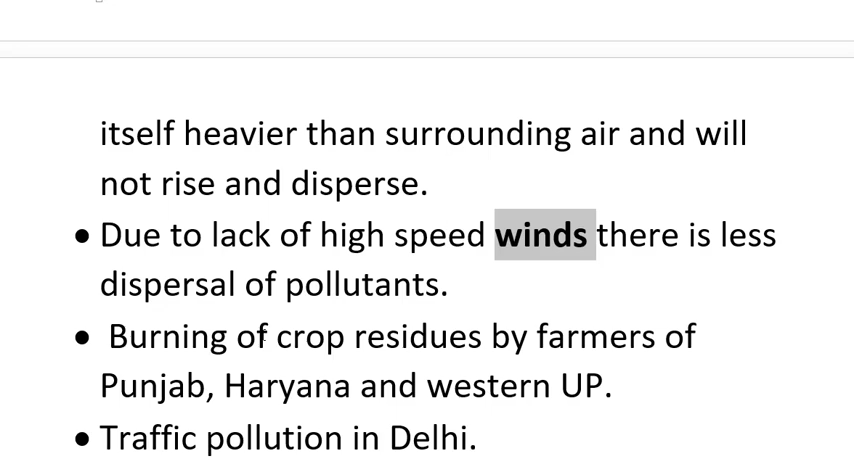 itself heavier than surrounding air and will
not rise and disperse.
• Due to lack of high speed winds there is less
dispersal of pollutants.
• Burning of crop residues by farmers of
Punjab, Haryana and western UP.
• Traffic pollution in Delhi.